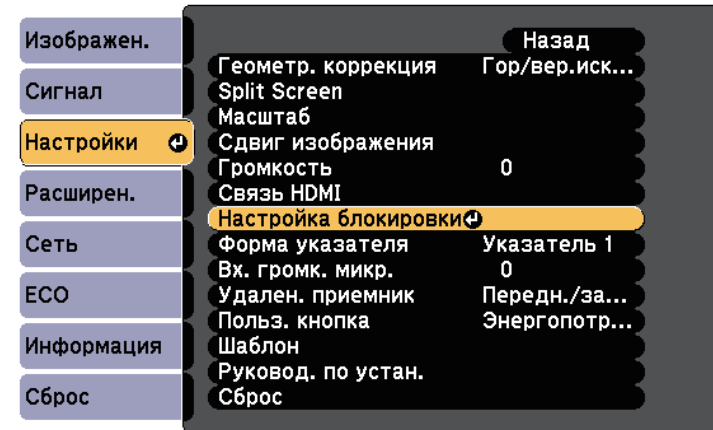 Изображен.
Сигнал
Настройки
Расширен.
Сеть
ECO
Информация
Сброс
Назад
Геометр. коррекция Гор/вер.иск...
Split Screen
Масштаб
Сдвиг изображения
Громкость 0
Связь HDMI
Настройка блокировки
Форма указателя Указатель 1
Вх. громк. микр. 0
Удален. приемник Передн./за...
Польз. кнопка Энергопотр...
Шаблон
Руковод. по устан.
Сброс